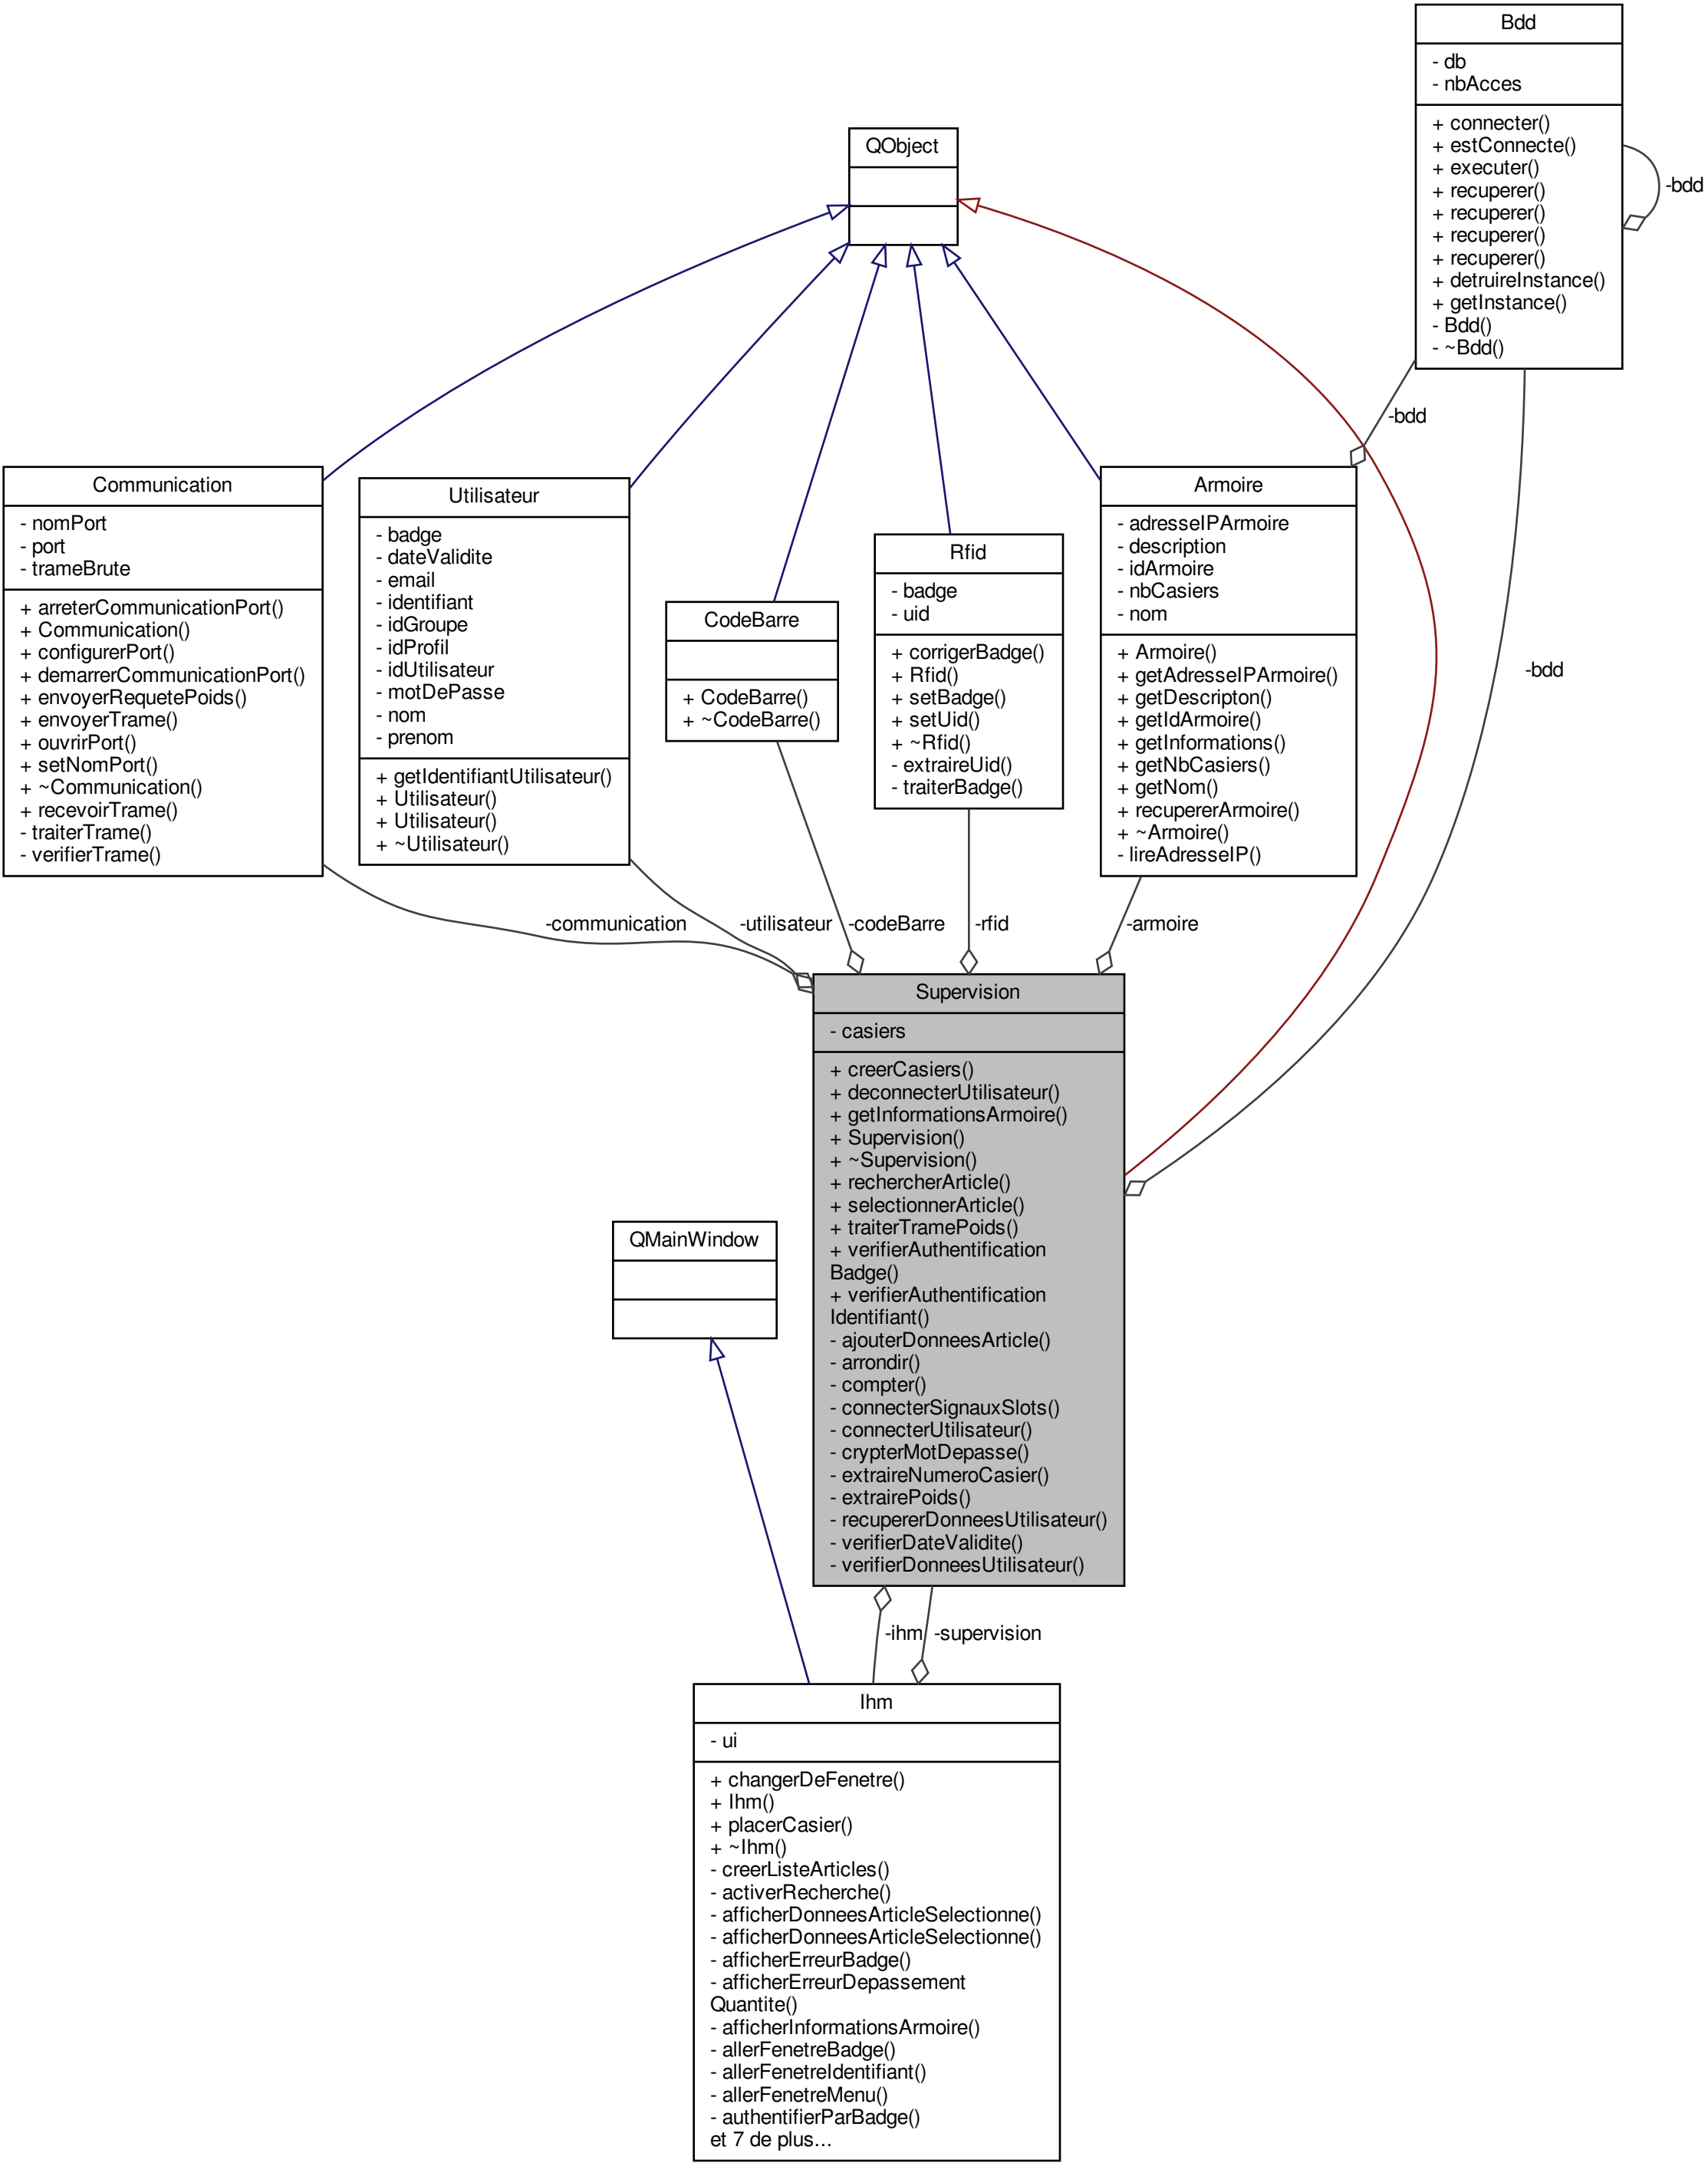 Bdd
- db
- nbAcces
+ connecter()
+ estConnecte()
+ executer()
+ recuperer()
+ recuperer()
+ recuperer()
+ recuperer()
+ detruireInstance()
+ getInstance()
- Bdd()
- ~Bdd()
-bdd
QObject
-bdd
Communication
- nomPort
- port
- trameBrute
+ arreterCommunicationPort()
+ Communication()
+ configurerPort()
+ demarrerCommunicationPort()
+ envoyerRequetePoids()
+ envoyerTrame()
+ ouvrirPort()
+ setNomPort()
+ ~Communication()
+ recevoirTrame()
- traiterTrame()
- verifierTrame()
Utilisateur
- badge
- dateValidite
- email
- identifiant
- idGroupe
- idProfil
- idUtilisateur
- motDePasse
- nom
- prenom
+ getIdentifiantUtilisateur()
+ Utilisateur()
+ Utilisateur()
+ ~Utilisateur()
CodeBarre
+ CodeBarre()
+ ~CodeBarre()
Rfid
- badge
- uid
+ corrigerBadge()
+ Rfid()
+ setBadge()
+ setUid()
+ ~Rfid()
- extraireUid()
- traiterBadge()
Armoire
- adresseIPArmoire
- description
- idArmoire
- nbCasiers
- nom
+ Armoire()
+ getAdresseIPArmoire()
+ getDescripton()
+ getIdArmoire()
+ getInformations()
+ getNbCasiers()
+ getNom()
+ recupererArmoire()
+ ~Armoire()
- lireAdresseIP()
-bdd
-communication
-utilisateur
-codeBarre
-rfid
-armoire
Supervision
- casiers
+ creerCasiers()
+ deconnecterUtilisateur()
+ getInformationsArmoire()
+ Supervision()
+ ~Supervision()
+ rechercherArticle()
+ selectionnerArticle()
+ traiterTramePoids()
+ verifierAuthentification
Badge()
+ verifierAuthentification
Identifiant()
- ajouterDonneesArticle()
- arrondir()
- compter()
- connecterSignauxSlots()
- connecterUtilisateur()
- crypterMotDepasse()
- extraireNumeroCasier()
- extrairePoids()
- recupererDonneesUtilisateur()
- verifierDateValidite()
- verifierDonneesUtilisateur()
QMainWindow
-ihm
-supervision
Ihm
- ui
+ changerDeFenetre()
+ Ihm()
+ placerCasier()
+ ~Ihm()
- creerListeArticles()
- activerRecherche()
- afficherDonneesArticleSelectionne()
- afficherDonneesArticleSelectionne()
- afficherErreurBadge()
- afficherErreurDepassement
Quantite()
- afficherInformationsArmoire()
- allerFenetreBadge()
- allerFenetreIdentifiant()
- allerFenetreMenu()
- authentifierParBadge()
et 7 de plus...